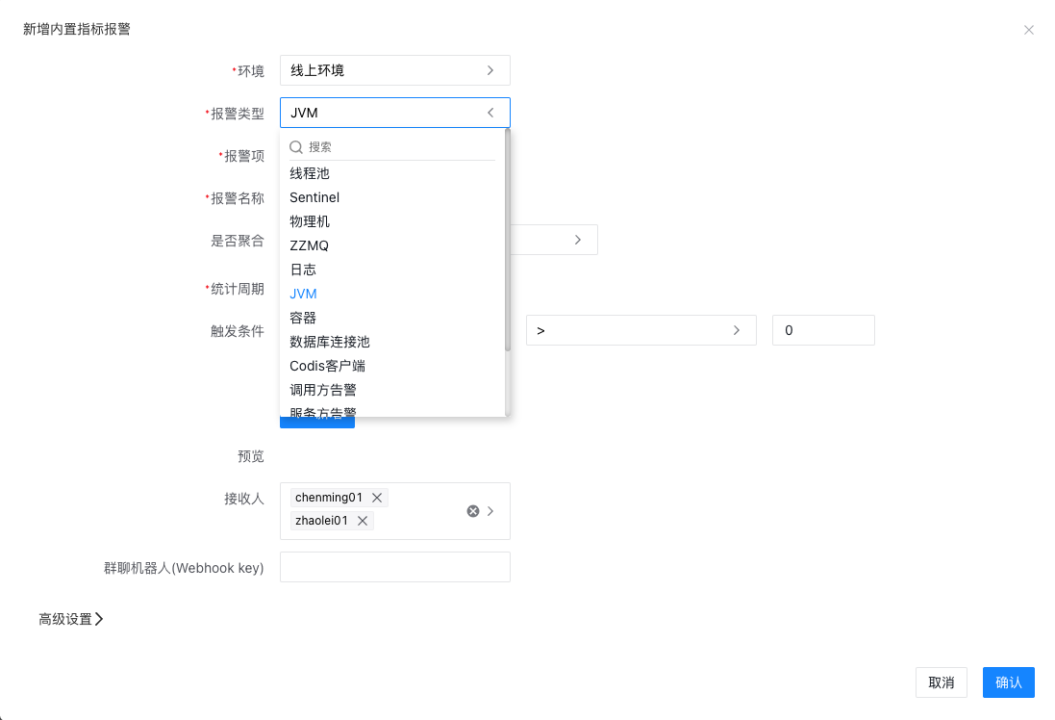 新增内置指标报警
*环境
线上环境
*报警类型
JVM
搜索
线程池
Sentinel
物理机
ZZMQ
日志
JVM
容器
数据库连接池
Codis客户端
调用方告警
服务方告警
*报警项
*报警名称
是否聚合
*统计周期
触发条件
>
0
预览
接收人
chenming01
zhaolei01
群聊机器人(Webhook key)
高级设置
取消
确认